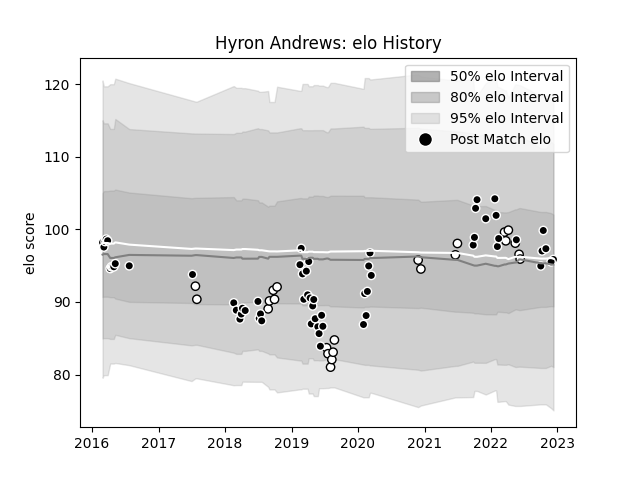 Hyron Andrews: elo History
50% elo Interval
80% elo Interval
95% elo Interval
Post Match elo
elo score
120
110
100
90
80
2016 2017 2018 2019 2020 2021 2022 2023